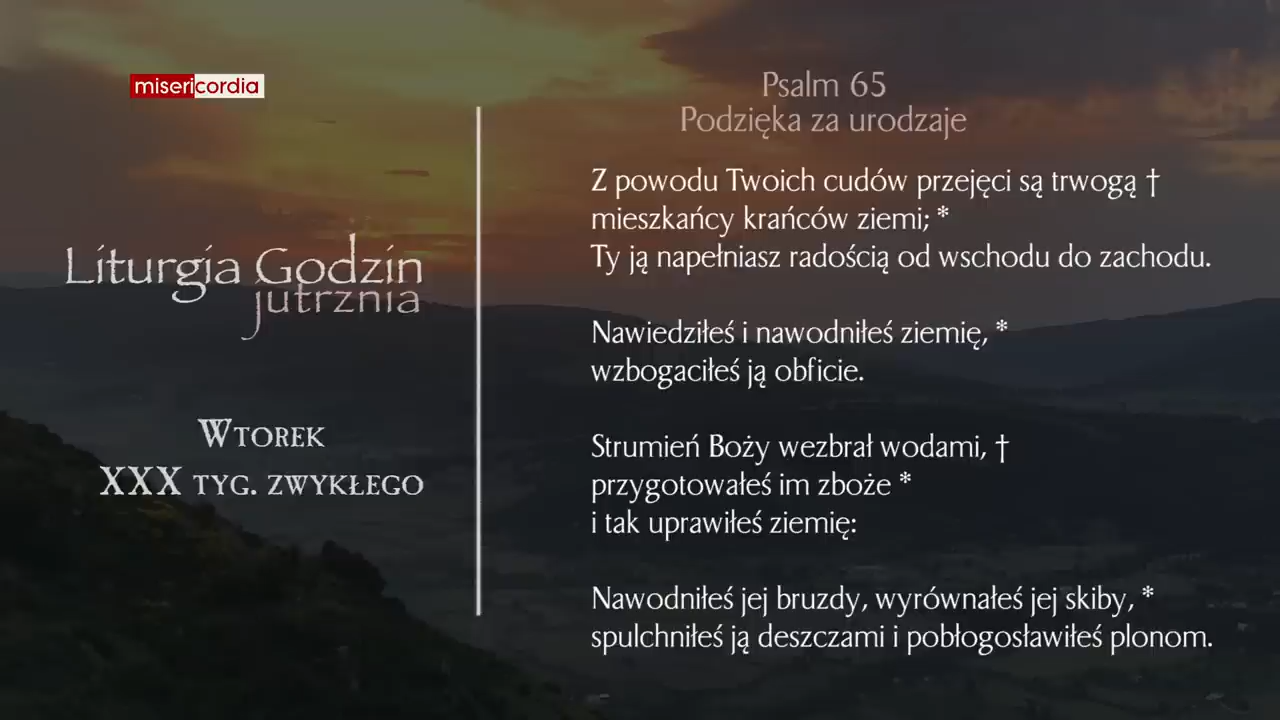 misericordia
Liturgia Godzin
jutrznia
Wtorek
XXX tyg. zwykłego
Psalm 65
Podzięka za urodzaje
Z powodu Twoich cudów przejęci są trwogą †
mieszkańcy krańców ziemi; *
Ty ją napełniasz radością od wschodu do zachodu.
Nawiedziłeś i nawodniłeś ziemię, *
wzbogaciłeś ją obficie.
Strumień Boży wezbrał wodami, †
przygotowałeś im zboże *
i tak uprawiłeś ziemię:
Nawodniłeś jej bruzdy, wyrównałeś jej skiby, *
spulchniłeś ją deszczami i pobłogosławiłeś plonom.